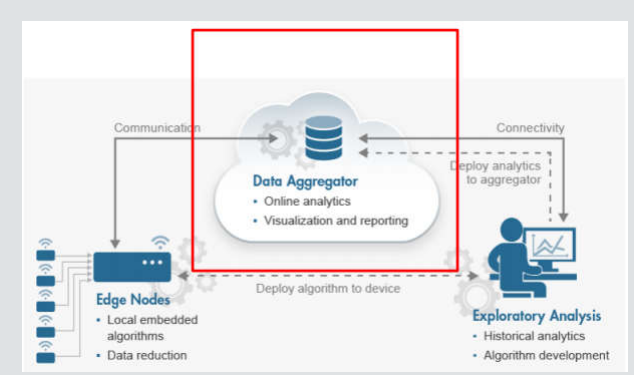 Communication
Connectivity
Deploy analytics
to aggregator
Data Aggregator
• Online analytics
• Visualization and reporting
Deploy algorithm to device
Edge Nodes
• Local embedded
algorithms
• Data reduction
Exploratory Analysis
• Historical analytics
• Algorithm development